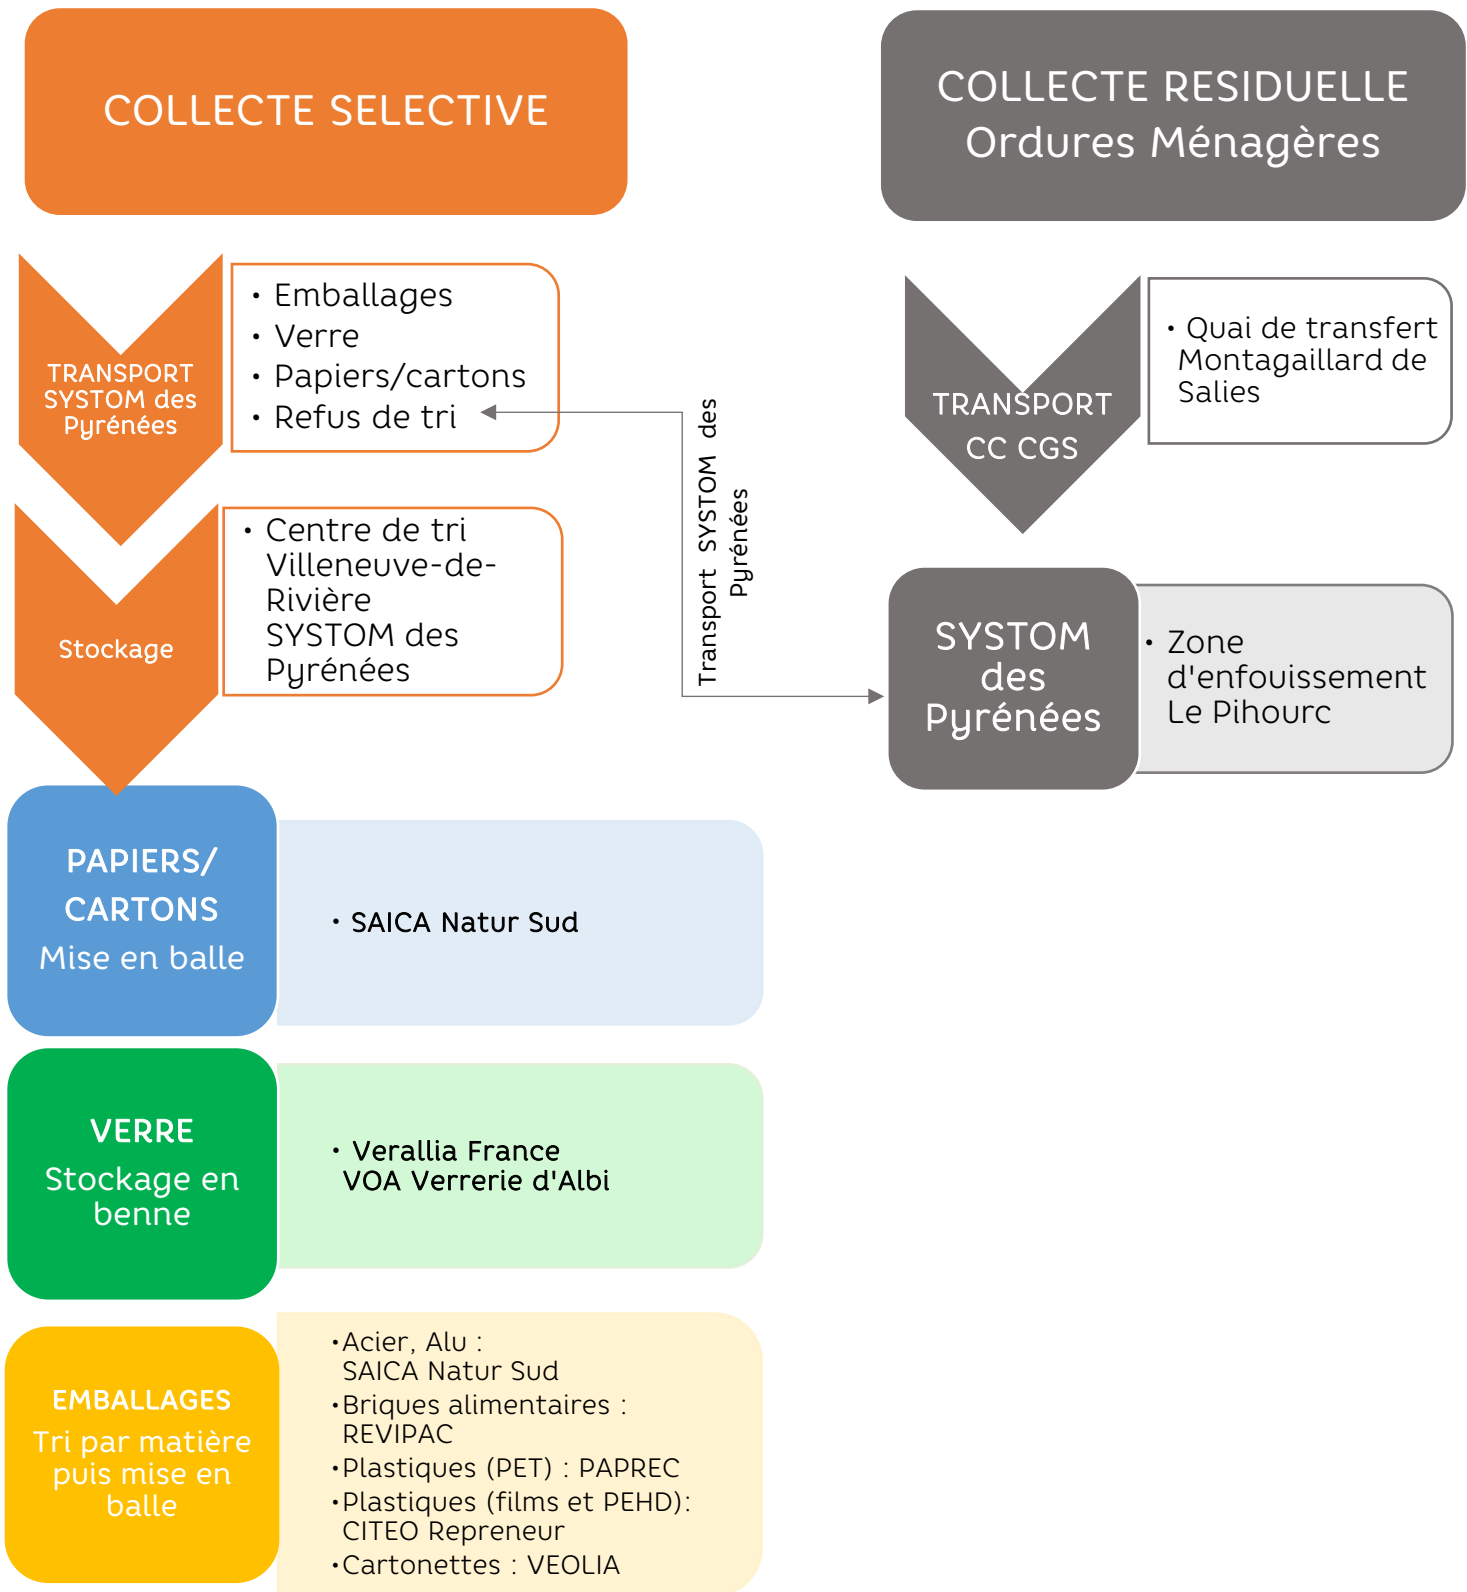 COLLECTE SELECTIVE
COLLECTE RESIDUELLE
Ordures Ménagères
TRANSPORT
SYSTOM des
Pyrénées
• Emballages
• Verre
• Papiers/cartons
• Refus de tri
Stockage
• Centre de tri
Villeneuve-de-
Rivière
SYSTOM des
Pyrénées
Transport SYSTOM des
Pyrénées
TRANSPORT
CC CGS
• Quai de transfert
Montagaillard de
Salies
SYSTOM
des
Pyrénées
• Zone
d'enfouissement
Le Pihourc
PAPIERS/
CARTONS
Mise en balle
• SAICA Natur Sud
VERRE
Stockage en
benne
• Verallia France
VOA Verrerie d'Albi
EMBALLAGES
Tri par matière
puis mise en
balle
•Acier, Alu :
SAICA Natur Sud
•Briques alimentaires :
REVIPAC
•Plastiques (PET) : PAPREC
•Plastiques (films et PEHD):
CITEO Repreneur
•Cartonettes : VEOLIA